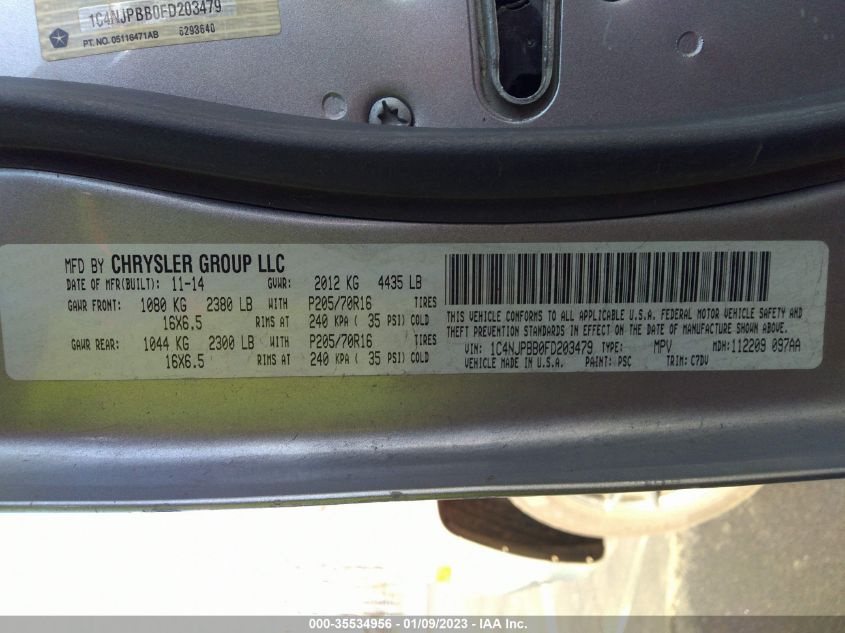 1C4NJPBB0FD203479
PT. NO. 05116471AB 6293640
MFD BY CHRYSLER GROUP LLC
DATE OF MFR(BUILT): 11-14 GVWR: 2012 KG 4435 LB
GAWR FRONT: 1080 KG 2380 LB WITH P205/70R16 TIRES
16X6.5 RIMS AT 240 KPA ( 35 PSI) COLD
GAWR REAR: 1044 KG 2300 LB WITH P205/70R16 TIRES
16X6.5 RIMS AT 240 KPA ( 35 PSI) COLD
THIS VEHICLE CONFORMS TO ALL APPLICABLE U.S.A. FEDERAL MOTOR VEHICLE SAFETY AND
THEFT PREVENTION STANDARDS IN EFFECT ON THE DATE OF MANUFACTURE SHOWN ABOVE.
VIN: 1C4NJPBB0FD203479 TYPE: MPV MDH:112209 097AA
VEHICLE MADE IN U.S.A. PAINT: PSC TRIM: C7DV
000-35534956 - 01/09/2023 - IAA Inc.